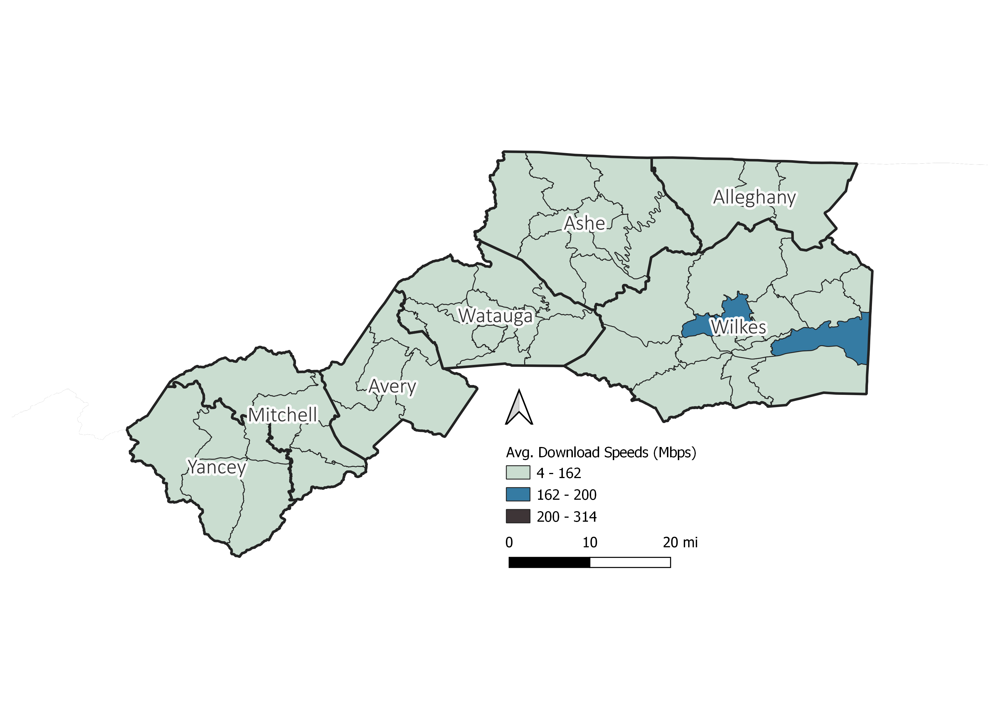 Alleghany
Ashe
Watauga
Wilkes
Avery
Mitchell
Yancey
Avg. Download Speeds (Mbps)
4 - 162
162 - 200
200 - 314
0 10 20 mi